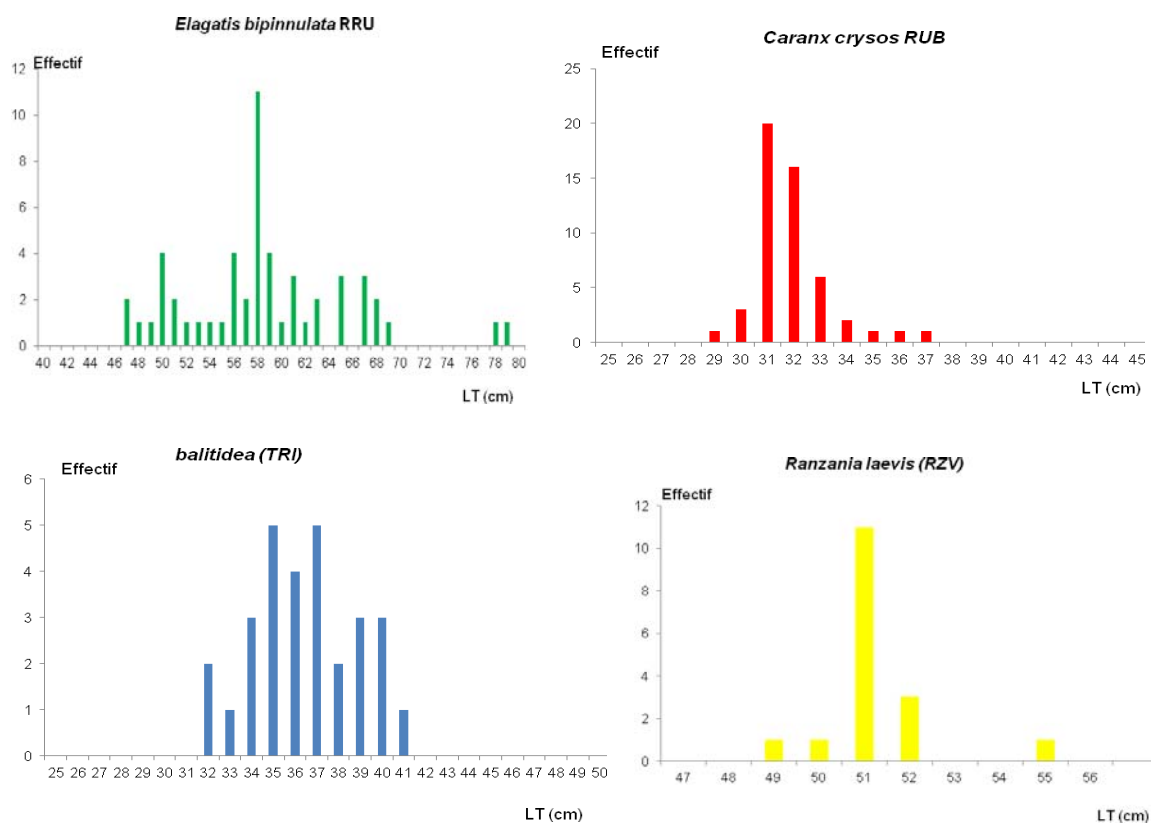 Elagatis bipinnulata RRU
Effectif
12
10
8
6
4
2
0
40 42 44 46 48 50 52 54 56 58 60 62 64 66 68 70 72 74 76 78 80
LT (cm)
Caranx crysos RUB
Effectif
25
20
15
10
5
0
25 26 27 28 29 30 31 32 33 34 35 36 37 38 39 40 41 42 43 44 45
LT (cm)
balitidea (TRI)
Effectif
6
5
4
3
2
1
0
25 26 27 28 29 30 31 32 33 34 35 36 37 38 39 40 41 42 43 44 45 46 47 48 49 50
LT (cm)
Ranzania laevis (RZV)
Effectif
12
10
8
6
4
2
0
47 48 49 50 51 52 53 54 55 56
LT (cm)